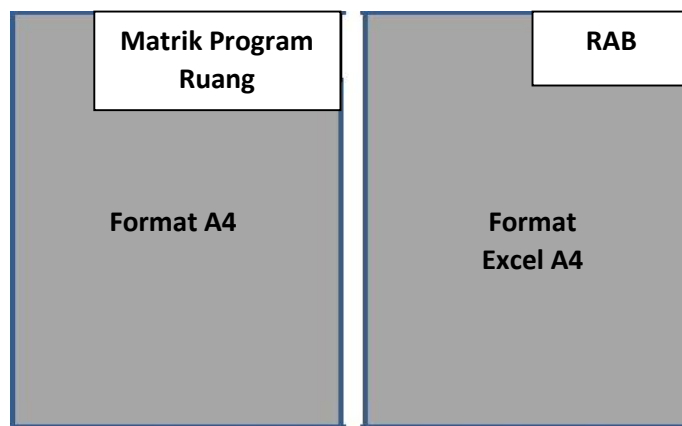 Matrik Program
Ruang
Format A4
RAB
Format
Excel A4